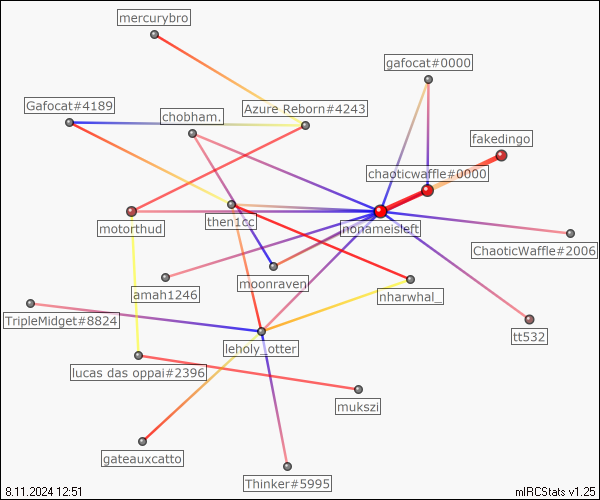 mercurybro
gafocat#0000
Gafocat#4189
Azure Reborn#4243
chobham.
fakedingo
chaoticwaffle#0000
motorthud
then1cc
nonameisleft
ChaoticWaffle#2006
moonraven
amah1246
nharwhal_
TripleMidget#8824
tt532
leholy_otter
lucas das oppai#2396
mukszi
gateauxcatto
Thinker#5995
8.11.2024 12:51
mIRCStats v1.25